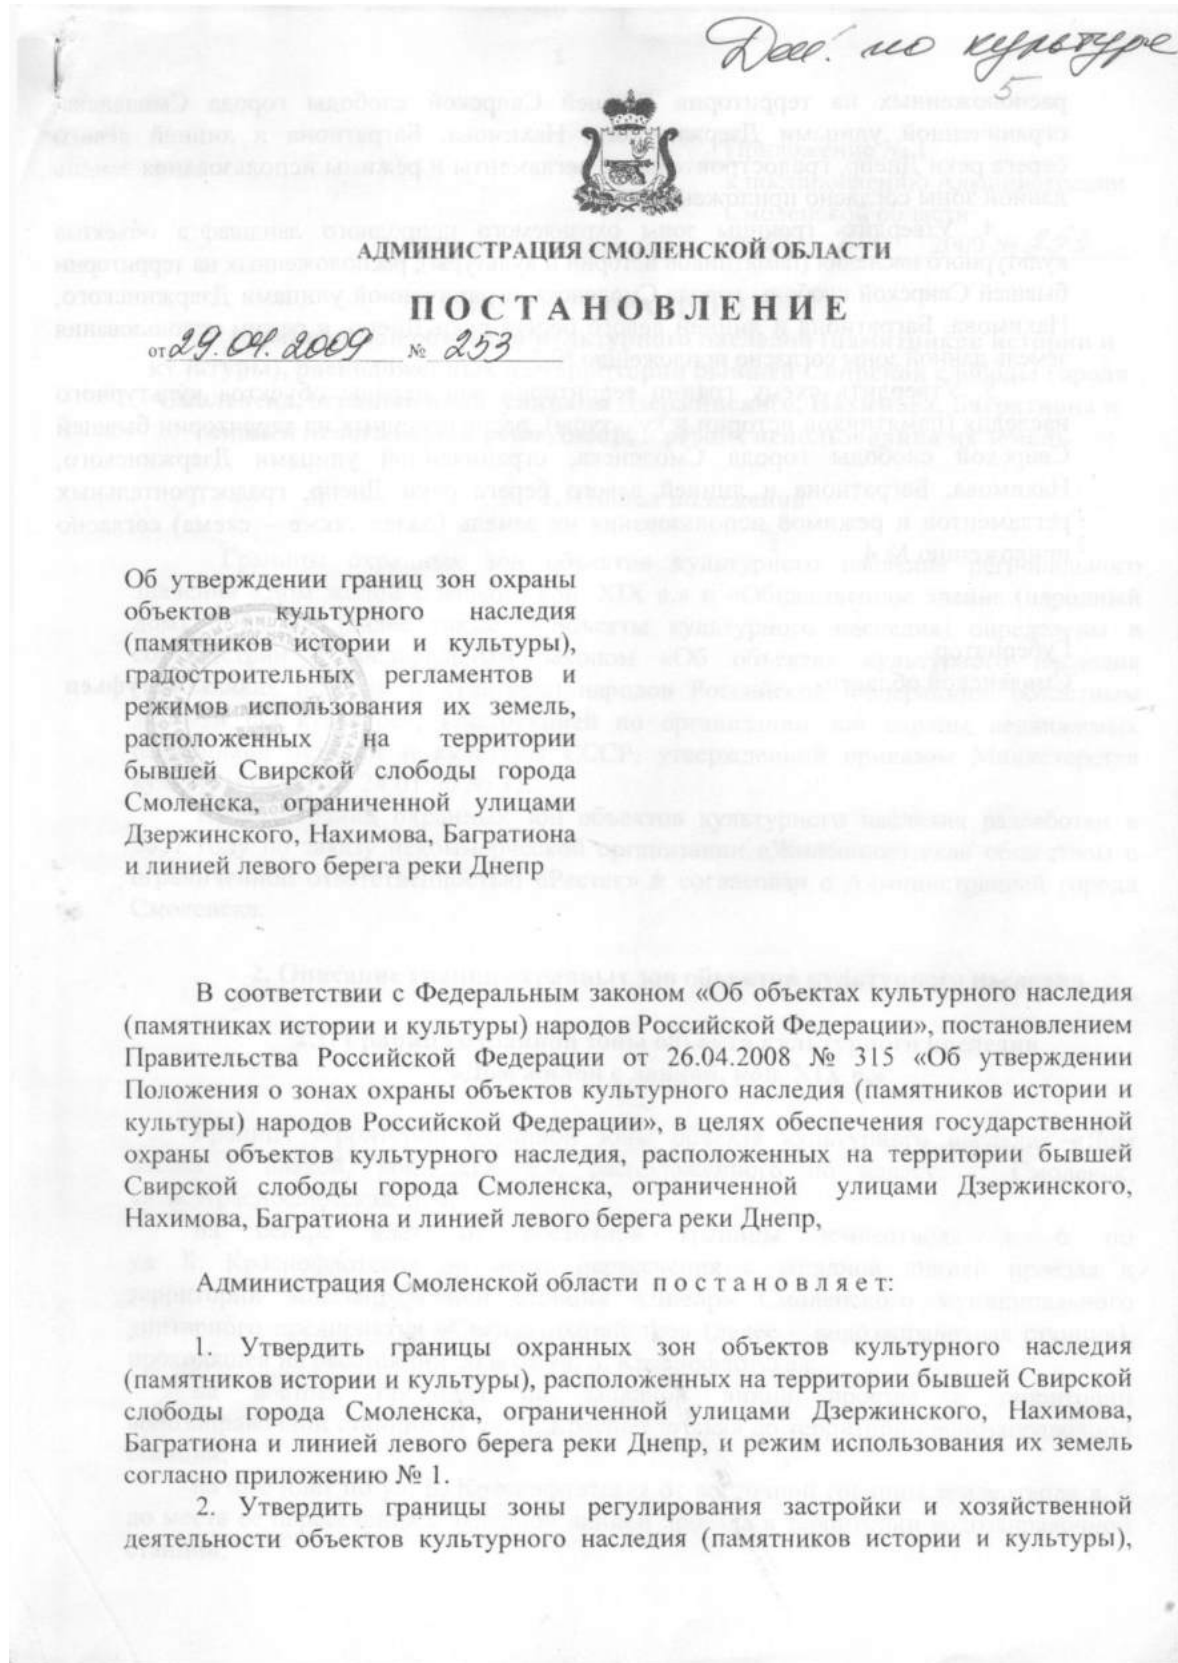 Деп. по культуре
5
АДМИНИСТРАЦИЯ СМОЛЕНСКОЙ ОБЛАСТИ
ПОСТАНОВЛЕНИЕ
от 29.04.2009 № 253
Об утверждении границ зон охраны
объектов культурного наследия
(памятников истории и культуры),
градостроительных регламентов и
режимов использования их земель,
расположенных на территории
бывшей Свирской слободы города
Смоленска, ограниченной улицами
Дзержинского, Нахимова, Багратиона
и линией левого берега реки Днепр
В соответствии с Федеральным законом «Об объектах культурного наследия
(памятниках истории и культуры) народов Российской Федерации», постановлением
Правительства Российской Федерации от 26.04.2008 № 315 «Об утверждении
Положения о зонах охраны объектов культурного наследия (памятников истории и
культуры) народов Российской Федерации», в целях обеспечения государственной
охраны объектов культурного наследия, расположенных на территории бывшей
Свирской слободы города Смоленска, ограниченной улицами Дзержинского,
Нахимова, Багратиона и линией левого берега реки Днепр,
Администрация Смоленской области п о с т а н о в л я е т:
1. Утвердить границы охранных зон объектов культурного наследия
(памятников истории и культуры), расположенных на территории бывшей Свирской
слободы города Смоленска, ограниченной улицами Дзержинского, Нахимова,
Багратиона и линией левого берега реки Днепр, и режим использования их земель
согласно приложению № 1.
2. Утвердить границы зоны регулирования застройки и хозяйственной
деятельности объектов культурного наследия (памятников истории и культуры),